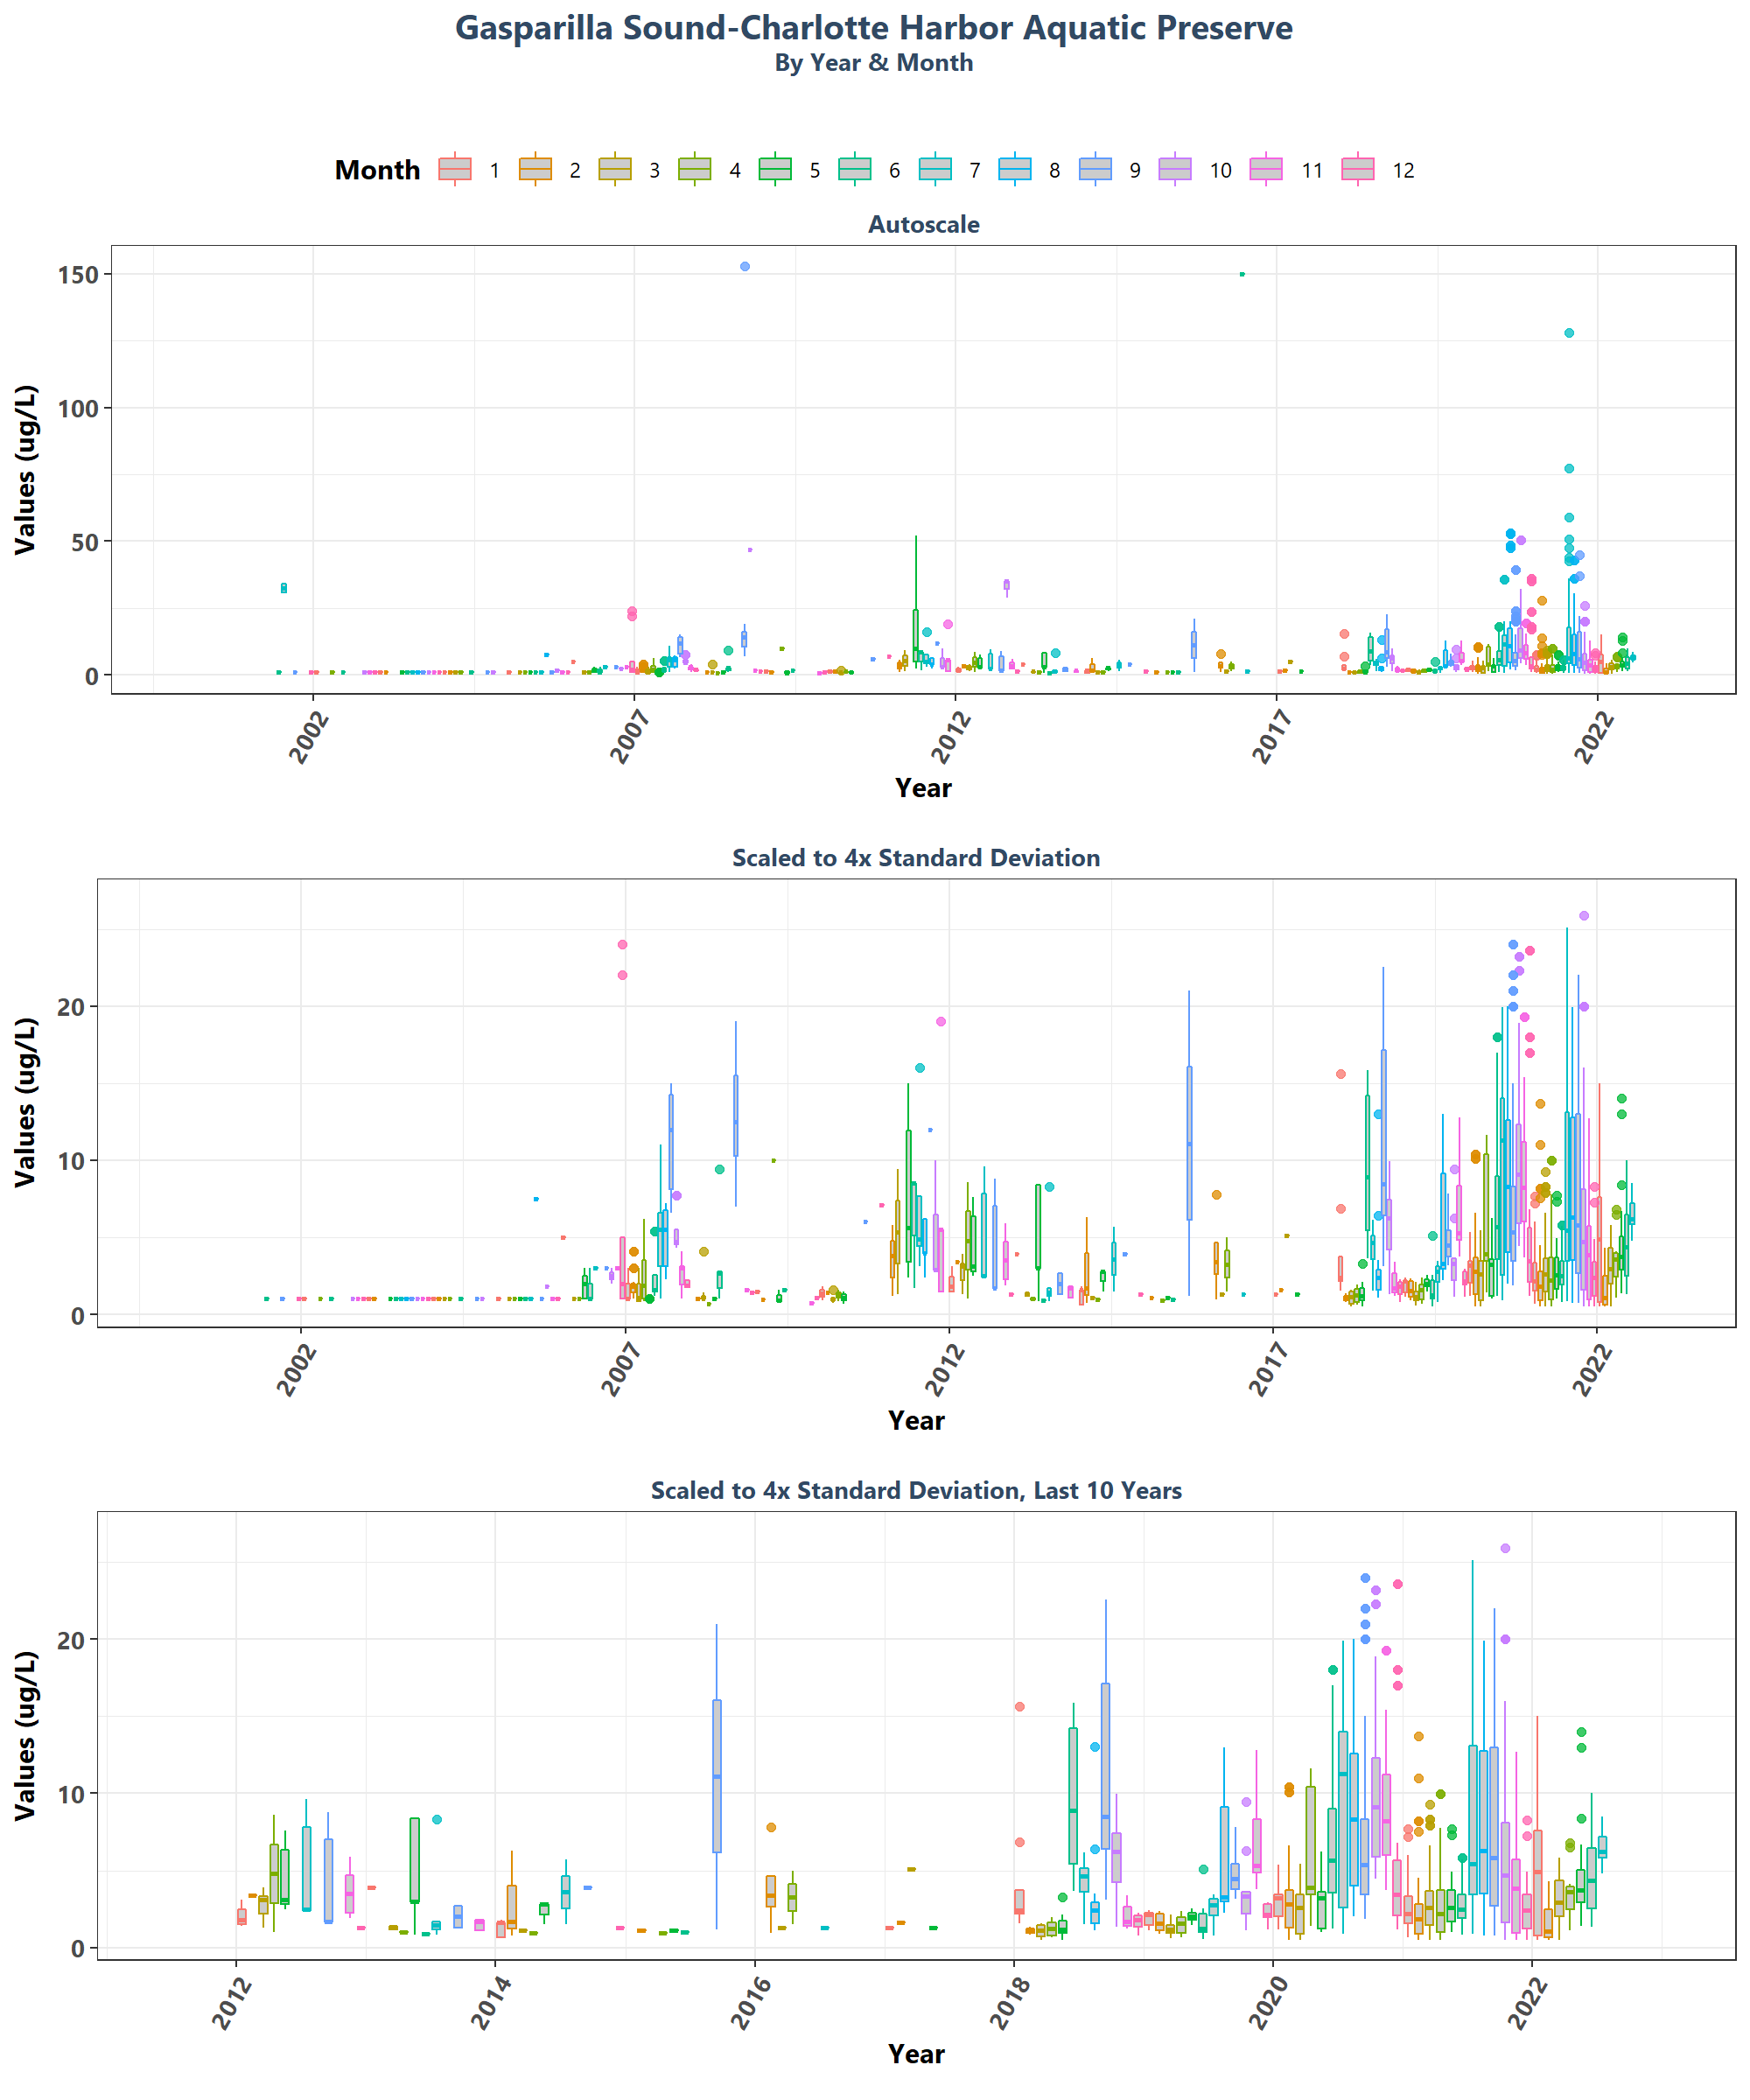 Gasparilla Sound-Charlotte Harbor Aquatic Preserve
By Year & Month
Month 1 2 3 4 5 6 7 8 9 10 11 12
Autoscale
Values (ug/L)
150
100
50
0
2002 2007 2012 2017 2022
Year
Scaled to 4x Standard Deviation
Values (ug/L)
20
10
0
2002 2007 2012 2017 2022
Year
Scaled to 4x Standard Deviation, Last 10 Years
Values (ug/L)
20
10
0
2012 2014 2016 2018 2020 2022
Year